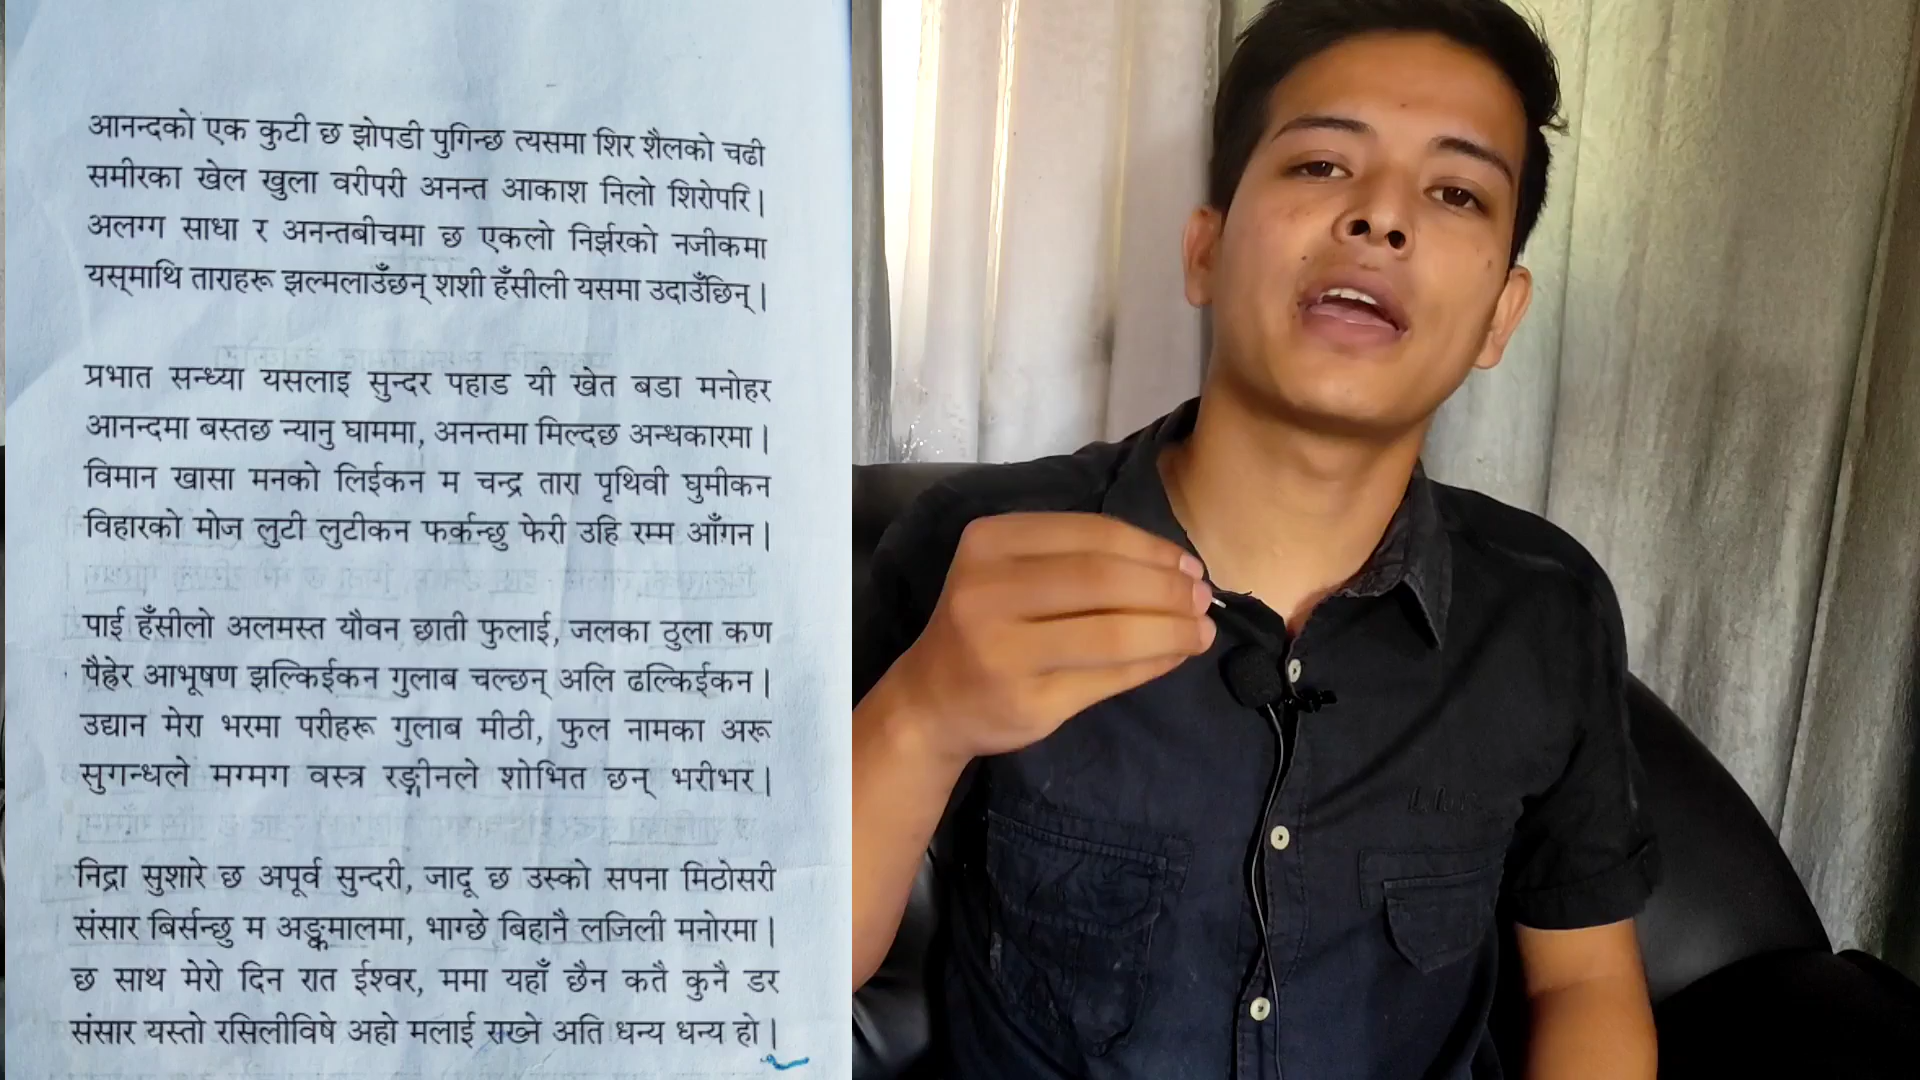 आनन्दको एक कुटी छ झोपडी पुगिन्छ त्यसमा शिर शैलको चढी
समीरका खेल खुला वरीपरी अनन्त आकाश निलो शिरोपरि।
अलग्ग साधा र अनन्तबीचमा छ एकलो निर्झरको नजीकमा
यस्माथि ताराहरू झल्मलाउँछन् शशी हँसीली यसमा उदाउँछिन्।
प्रभात सन्ध्या यसलाइ सुन्दर पहाड यी खेत बडा मनोहर
आनन्दमा बस्तछ न्यानु घाममा, अनन्तमा मिल्दछ अन्धकारमा।
विमान खासा मनको लिईकन म चन्द्र तारा पृथिवी घुमीकन
विहारको मोज लुटी लुटीकन फर्कन्छु फेरी उहि रम्म आँगन।
पाई हँसीलो अलमस्त यौवन छाती फुलाई, जलका ठुला कण
पैह्रेर आभूषण झल्किईकन गुलाब चल्छन् अलि ढल्किईकन।
उद्यान मेरा भरमा परीहरू गुलाब मीठी, फुल नामका अरू
सुगन्धले मग्मग वस्त्र रङ्गीनले शोभित छन् भरीभर।
निद्रा सुशारे छ अपूर्व सुन्दरी, जादू छ उस्को सपना मिठोसरी
संसार बिर्सन्छु म अङ्कमालमा, भाग्छे बिहानै लजिली मनोरमा।
छ साथ मेरो दिन रात ईश्वर, ममा यहाँ छैन कतै कुनै डर
संसार यस्तो रसिलीविषे अहो मलाई राख्ने अति धन्य धन्य हो।